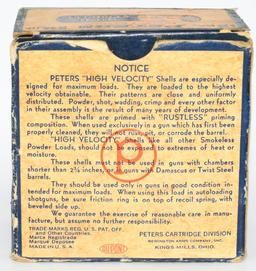 NOTICE
PETERS "HIGH VELOCITY" Shells are especially de-
signed for maximum loads. They are loaded to the highest
velocity obtainable. Their patterns are close and uniformly
distributed. Powder, shot, wadding, crimp and every other factor
in their assembly is the result of many years of development.
These shells are primed with "RUSTLESS" priming
composition. When used exclusively in a gun which has first been
properly cleaned, they will not rust, pit, or corrode the barrel.
"HIGH VELOCITY" like all other Smokeless
Powder Loads, should not be exposed to extremes of heat or
moisture.
These shells must not be used in guns with chambers
shorter than 2¾ inches, in guns with Damascus or Twist Steel
barrels.
They should be used only in guns in good condition in-
tended for maximum loads. When using this load in autoloading
shotguns be sure friction ring is on top of recoil spring, with
beveled side up.
We guarantee the exercise of reasonable care in manu-
facture, but assume no responsibility beyond this.
TRADE MARKS REG. U. S. PAT. OFF.
and Other Countries.
Marca Registrada
Marque Deposee
MADE IN U. S. A.
DU PONT
PETERS CARTRIDGE DIVISION
REMINGTON ARMS COMPANY, INC.
KINGS MILLS, OHIO.